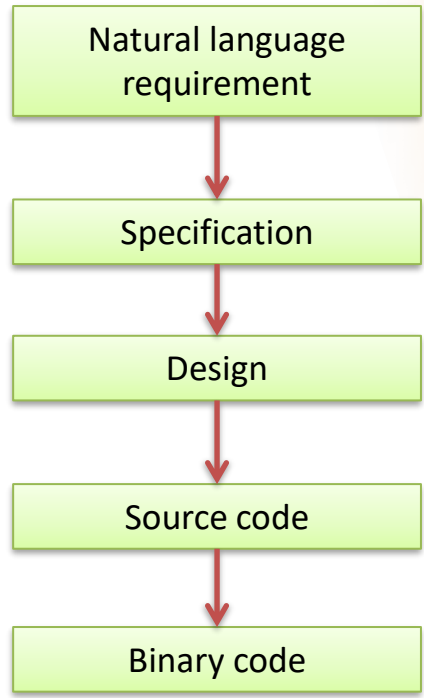 Natural language
requirement
Specification
Design
Source code
Binary code